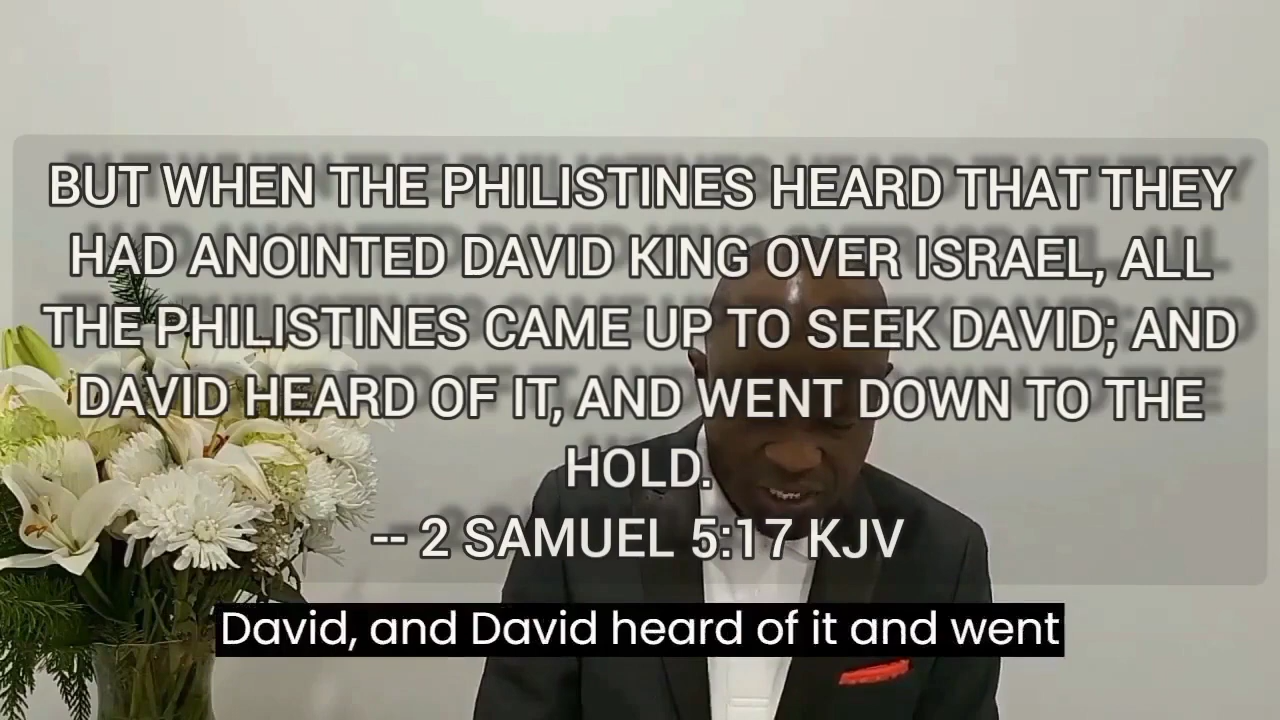 BUT WHEN THE PHILISTINES HEARD THAT THEY
HAD ANOINTED DAVID KING OVER ISRAEL, ALL
THE PHILISTINES CAME UP TO SEEK DAVID; AND
DAVID HEARD OF IT, AND WENT DOWN TO THE
HOLD.
-- 2 SAMUEL 5:17 KJV
David, and David heard of it and went